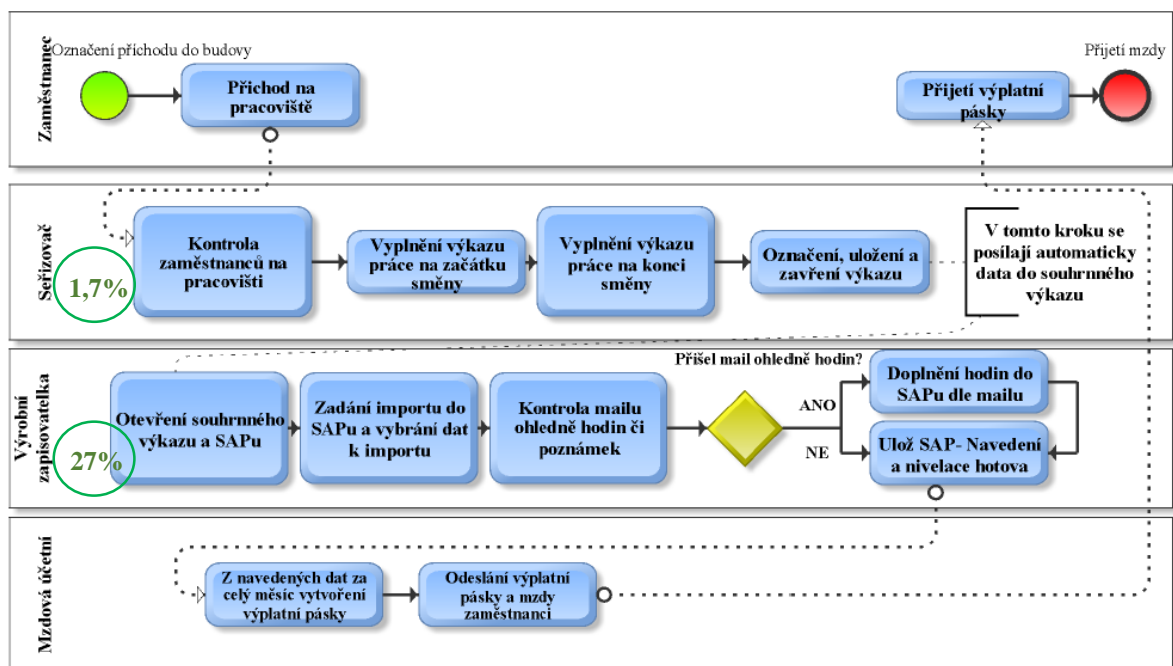 Zaměstnanec
Označení příchodu do budovy
Příchod na
pracoviště
Přijetí výplatní
pásky
Přijetí mzdy
Seřizovač
1,7%
Kontrola
zaměstnanců na
pracovišti
Vyplnění výkazu
práce na začátku
směny
Vyplnění výkazu
práce na konci
směny
Označení, uložení a
zavření výkazu
V tomto kroku se
posílají automaticky
data do souhrnného
výkazu
Výrobní
zapisovatelka
27%
Otevření souhrnného
výkazu a SAPu
Zadání importu do
SAPu a vybrání dat
k importu
Kontrola mailu
ohledně hodin či
poznámek
Přišel mail ohledně hodin?
ANO
NE
Doplnění hodin do
SAPu dle mailu
Ulož SAP- Navedení
a nivelace hotova
Mzdová účetní
Z navedených dat za
celý měsíc vytvoření
výplatní pásky
Odeslání výplatní
pásky a mzdy
zaměstnanci